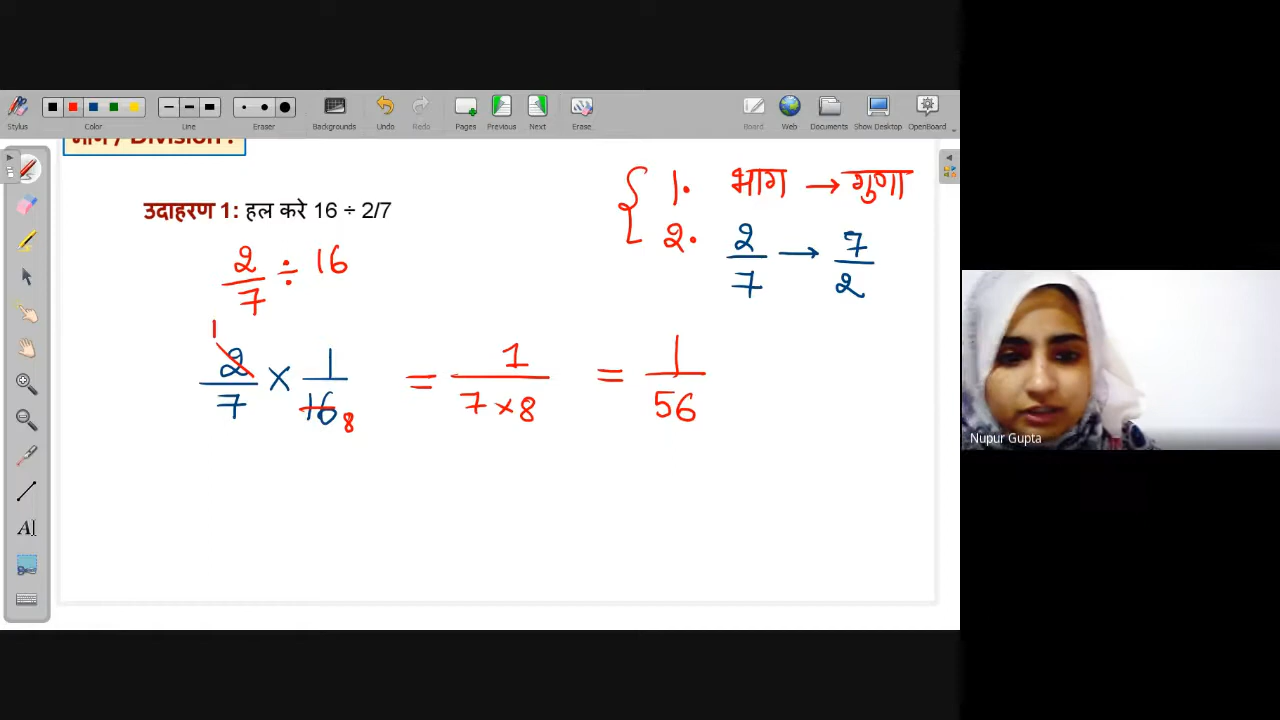 Stylus Color Line Eraser Backgrounds Undo Redo Pages Previous Next Erase. Board Web Documents Show Desktop OpenBoard
भाग / Division :
1. भाग → गुणा
उदाहरण 1: हल करे 16 ÷ 2/7
2. 2/7 → 7/2
2/7 ÷ 16
1
2/7 × 1/16 = 1/7×8 = 1/56
8
Nupur Gupta